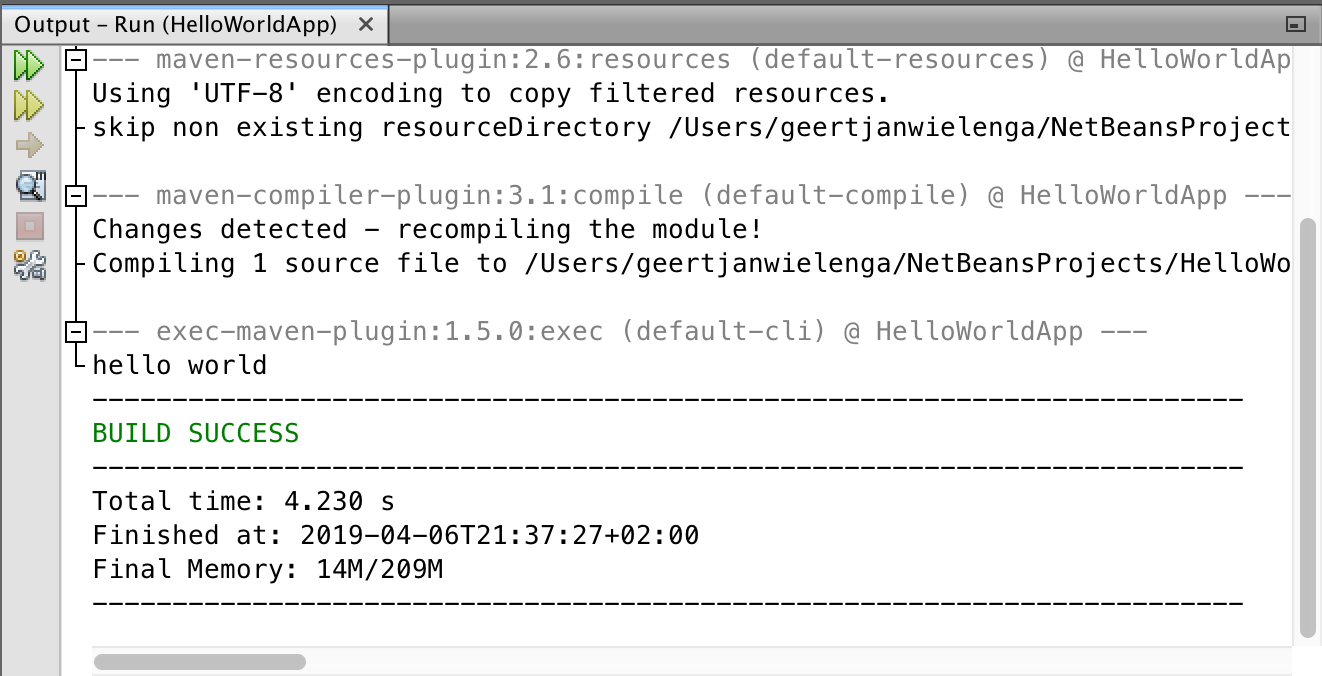 Output – Run (HelloWorldApp)
--- maven-resources-plugin:2.6:resources (default-resources) @ HelloWorldAp
Using 'UTF-8' encoding to copy filtered resources.
skip non existing resourceDirectory /Users/geertjanwielenga/NetBeansProject
--- maven-compiler-plugin:3.1:compile (default-compile) @ HelloWorldApp ---
Changes detected - recompiling the module!
Compiling 1 source file to /Users/geertjanwielenga/NetBeansProjects/HelloWo
--- exec-maven-plugin:1.5.0:exec (default-cli) @ HelloWorldApp ---
hello world
------------------------------------------------------------------------
BUILD SUCCESS
------------------------------------------------------------------------
Total time: 4.230 s
Finished at: 2019-04-06T21:37:27+02:00
Final Memory: 14M/209M
------------------------------------------------------------------------